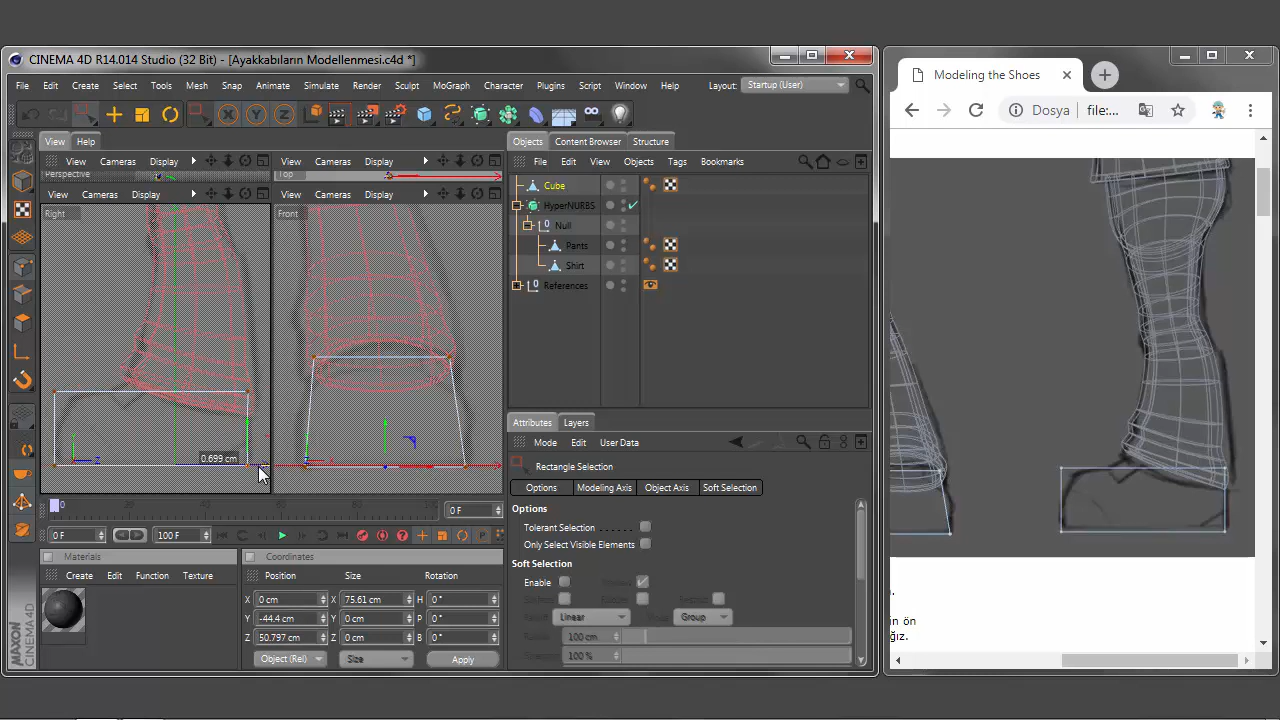 CINEMA 4D R14.014 Studio (32 Bit) - [Ayakkabıların Modellenmesi.c4d *]
File Edit Create Select Tools Mesh Snap Animate Simulate Render Sculpt MoGraph Character Plugins Script Window Help Layout: Startup (User)
View Help
View Cameras Display
View Cameras Display
Perspective
Top
View Cameras Display
View Cameras Display
Right
Front
0.699 cm
0
100
0 F
0 F
100 F
Materials
Create Edit Function Texture
MAXON
CINEMA 4D
Coordinates
Position Size Rotation
X 0 cm X 75.61 cm H 0 °
Y -44.4 cm Y 0 cm P 0 °
Z 50.797 cm Z 0 cm B 0 °
Object (Rel) Size Apply
Objects Content Browser Structure
File Edit View Objects Tags Bookmarks
Cube
HyperNURBS
Null
Pants
Shirt
References
Attributes Layers
Mode Edit User Data
Rectangle Selection
Options Modeling Axis Object Axis Soft Selection
Options
Tolerant Selection
Only Select Visible Elements
Soft Selection
Enable
Linear
Group
100 cm
100 %
Modeling the Shoes
Dosya file:...
in ön
ğız.